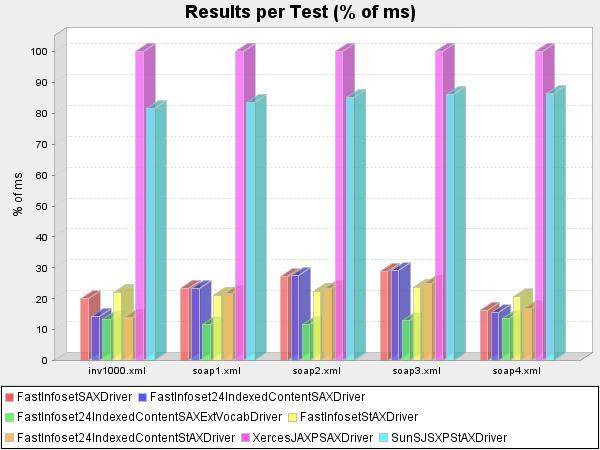 Results per Test (% of ms)
100
90
80
70
60
50
40
30
20
10
0
% of ms
inv1000.xml soap1.xml soap2.xml soap3.xml soap4.xml
FastInfosetSAXDriver FastInfoset24IndexedContentSAXDriver
FastInfoset24IndexedContentSAXExtVocabDriver FastInfosetStAXDriver
FastInfoset24IndexedContentStAXDriver XercesJAXPSAXDriver SunSJSXPStAXDriver